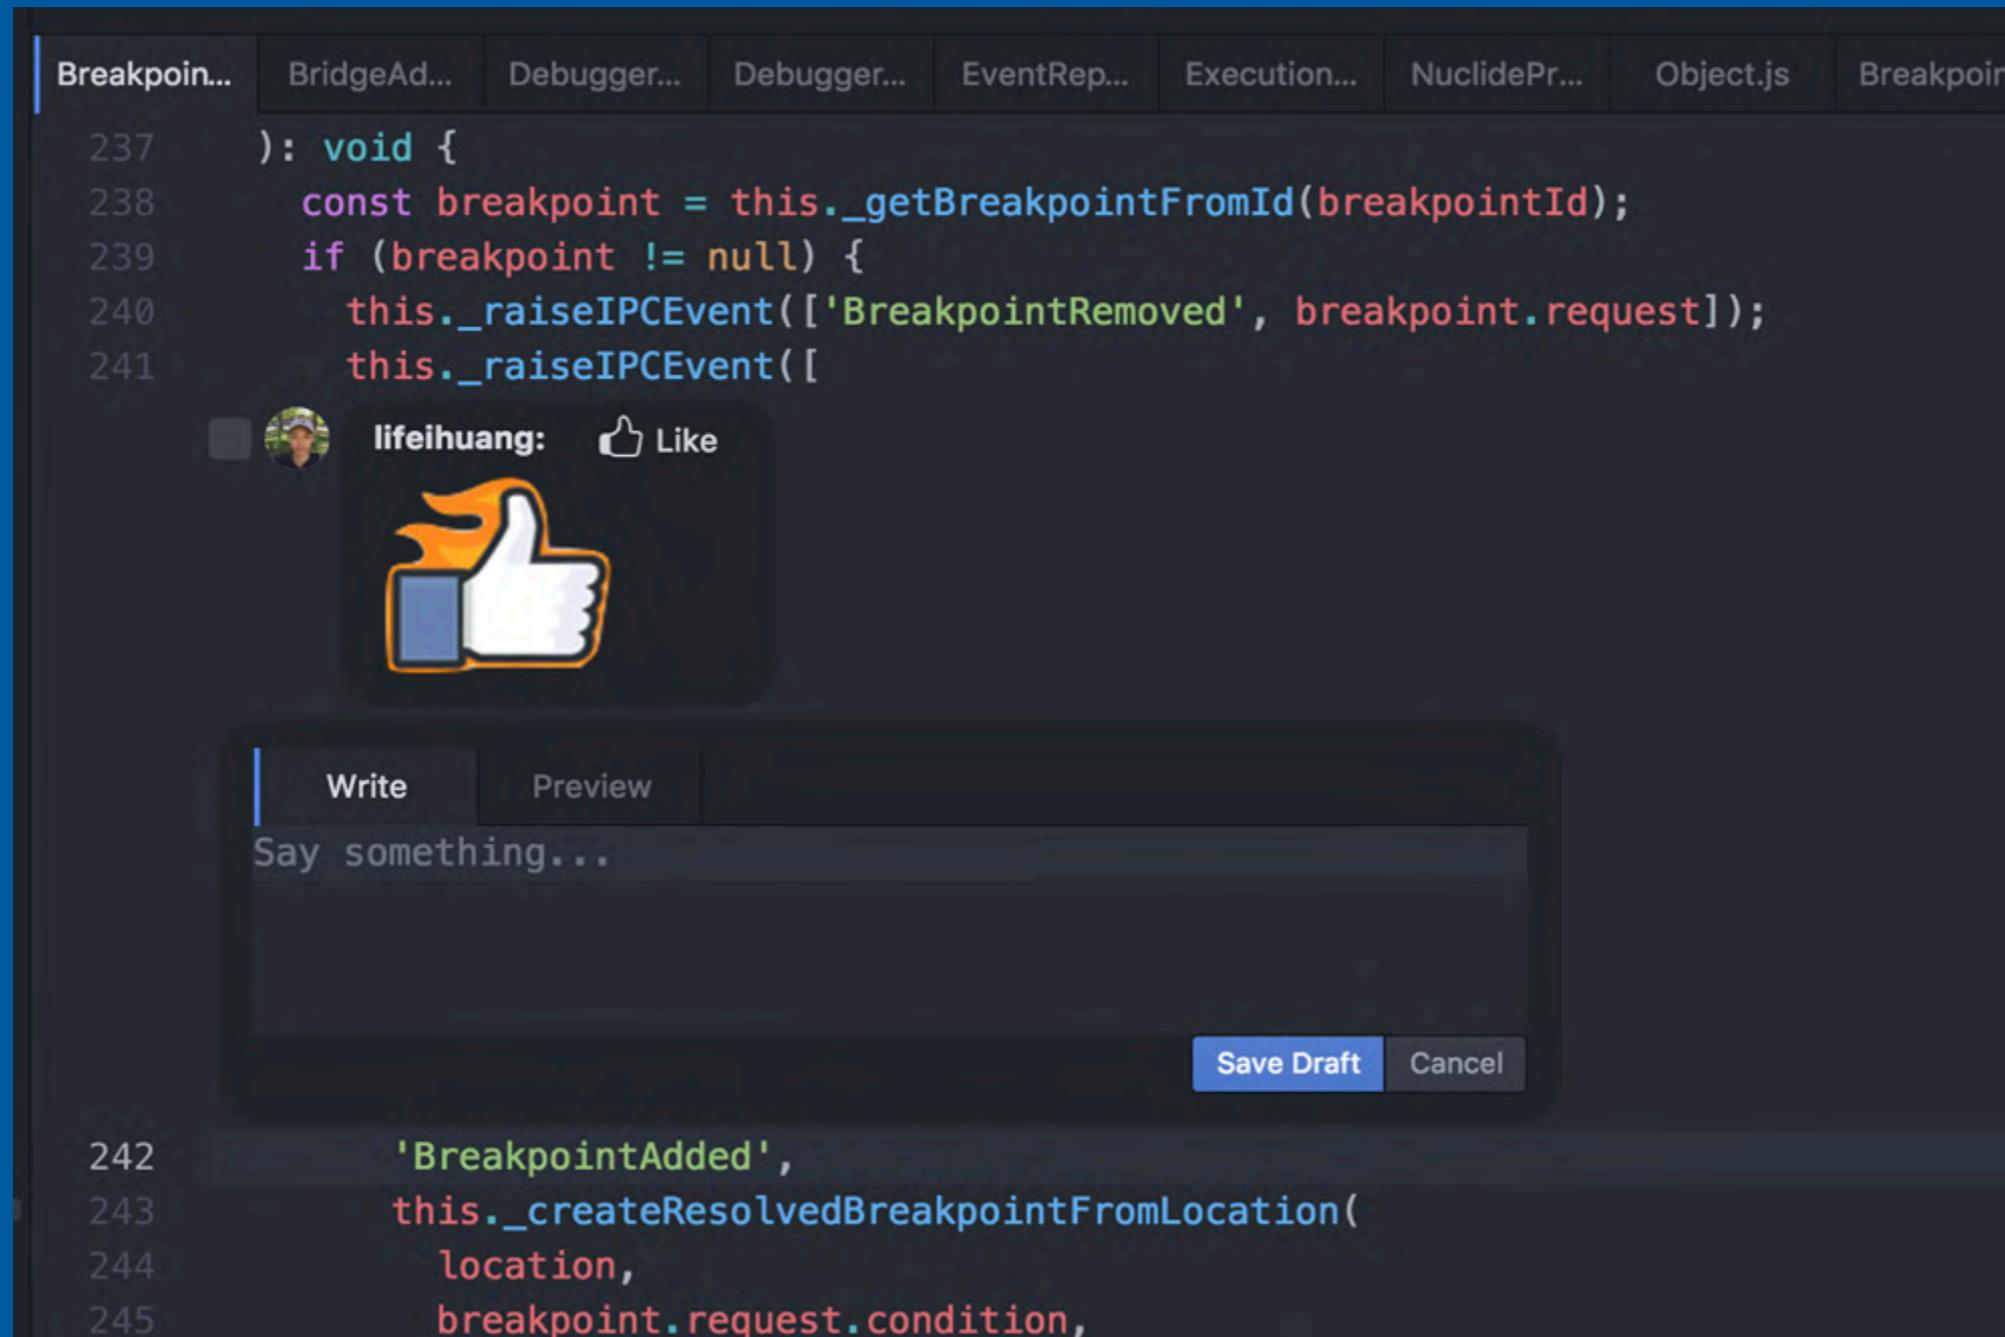 Breakpoin... BridgeAd... Debugger... Debugger... EventRep... Execution... NuclidePr... Object.js Breakpoin
237 ): void {
238 const breakpoint = this._getBreakpointFromId(breakpointId);
239 if (breakpoint != null) {
240 this._raiseIPCEvent(['BreakpointRemoved', breakpoint.request]);
241 this._raiseIPCEvent([
lifeihuang: Like
Write Preview
Say something...
Save Draft Cancel
242 'BreakpointAdded',
243 this._createResolvedBreakpointFromLocation(
244 location,
245 breakpoint.request.condition,